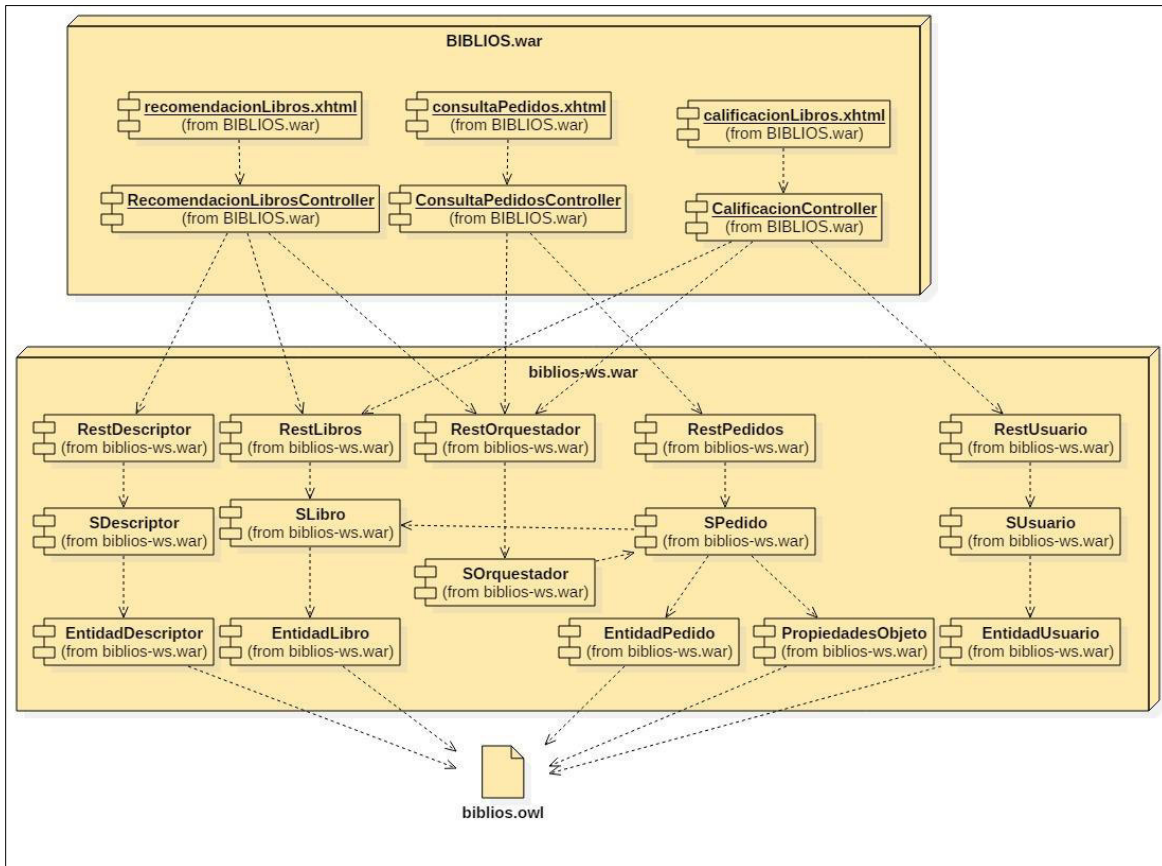 BIBLIOS.war
recomendacionLibros.xhtml
(from BIBLIOS.war)
consultaPedidos.xhtml
(from BIBLIOS.war)
calificacionLibros.xhtml
(from BIBLIOS.war)
RecomendacionLibrosController
(from BIBLIOS.war)
ConsultaPedidosController
(from BIBLIOS.war)
CalificacionController
(from BIBLIOS.war)
biblios-ws.war
RestDescriptor
(from biblios-ws.war)
RestLibros
(from biblios-ws.war)
RestOrquestador
(from biblios-ws.war)
RestPedidos
(from biblios-ws.war)
RestUsuario
(from biblios-ws.war)
SDescriptor
(from biblios-ws.war)
SLibro
(from biblios-ws.war)
SOrquestador
(from biblios-ws.war)
SPedido
(from biblios-ws.war)
SUsuario
(from biblios-ws.war)
EntidadDescriptor
(from biblios-ws.war)
EntidadLibro
(from biblios-ws.war)
EntidadPedido
(from biblios-ws.war)
PropiedadesObjeto
(from biblios-ws.war)
EntidadUsuario
(from biblios-ws.war)
biblios.owl